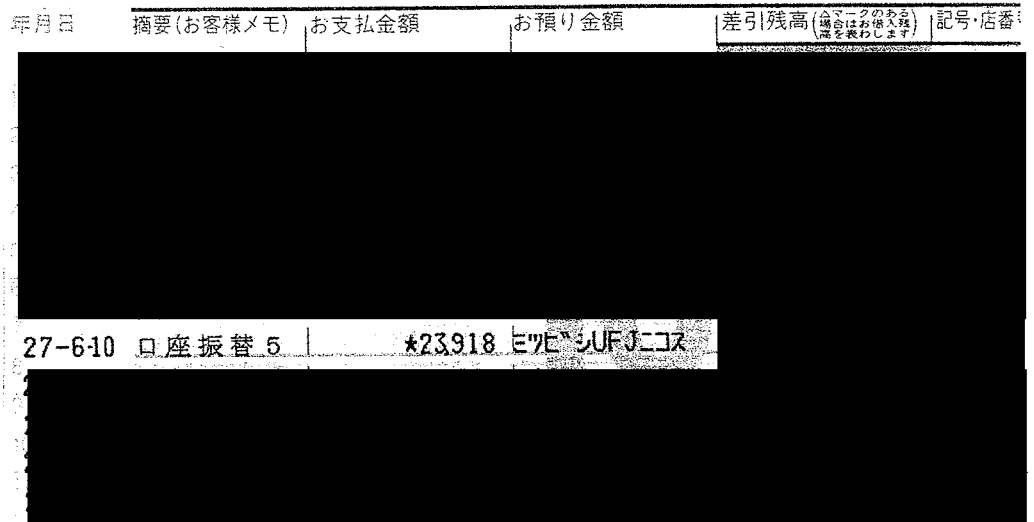 年月日 摘要(お客様メモ) お支払金額 お預り金額 差引残高(△マークのある場合はお借入残高を表わします) 記号・店番
27-6-10 口座振替5 ★23,918 ミツビシUFJニコス